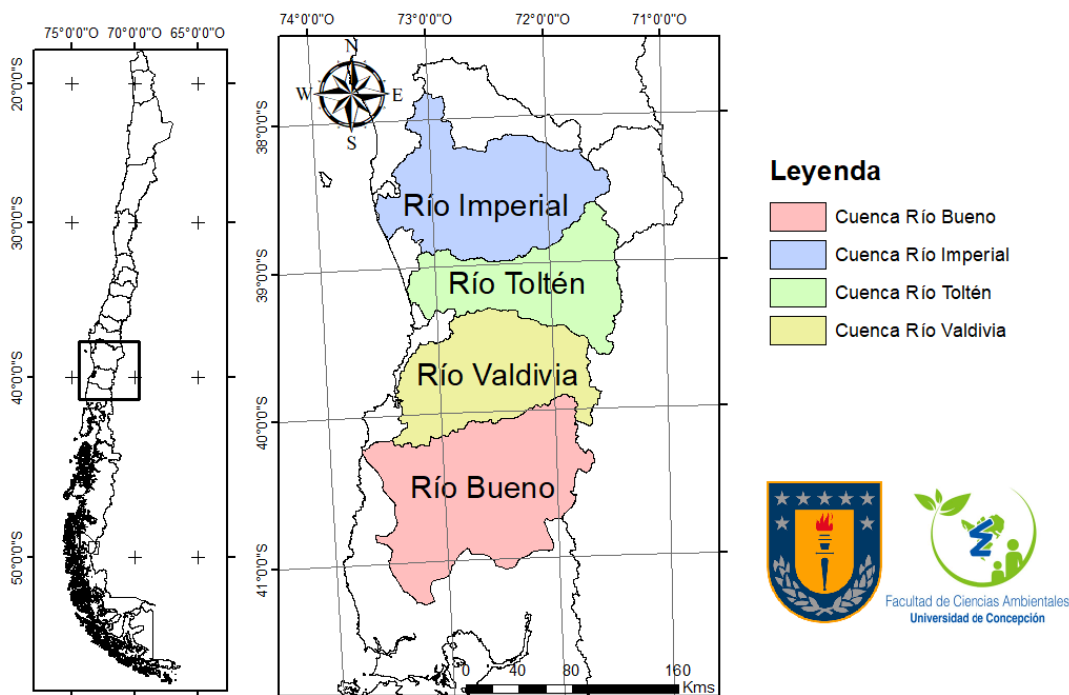 75°0'0"O 70°0'0"O 65°0'0"O
20°0'0"S
30°0'0"S
40°0'0"S
50°0'0"S
74°0'0"O 73°0'0"O 72°0'0"O 71°0'0"O
38°0'0"S
39°0'0"S
40°0'0"S
41°0'0"S
N
W E
S
Río Imperial
Río Toltén
Río Valdivia
Río Bueno
0 40 80 160
Kms
Leyenda
Cuenca Río Bueno
Cuenca Río Imperial
Cuenca Río Toltén
Cuenca Río Valdivia
Facultad de Ciencias Ambientales
Universidad de Concepción